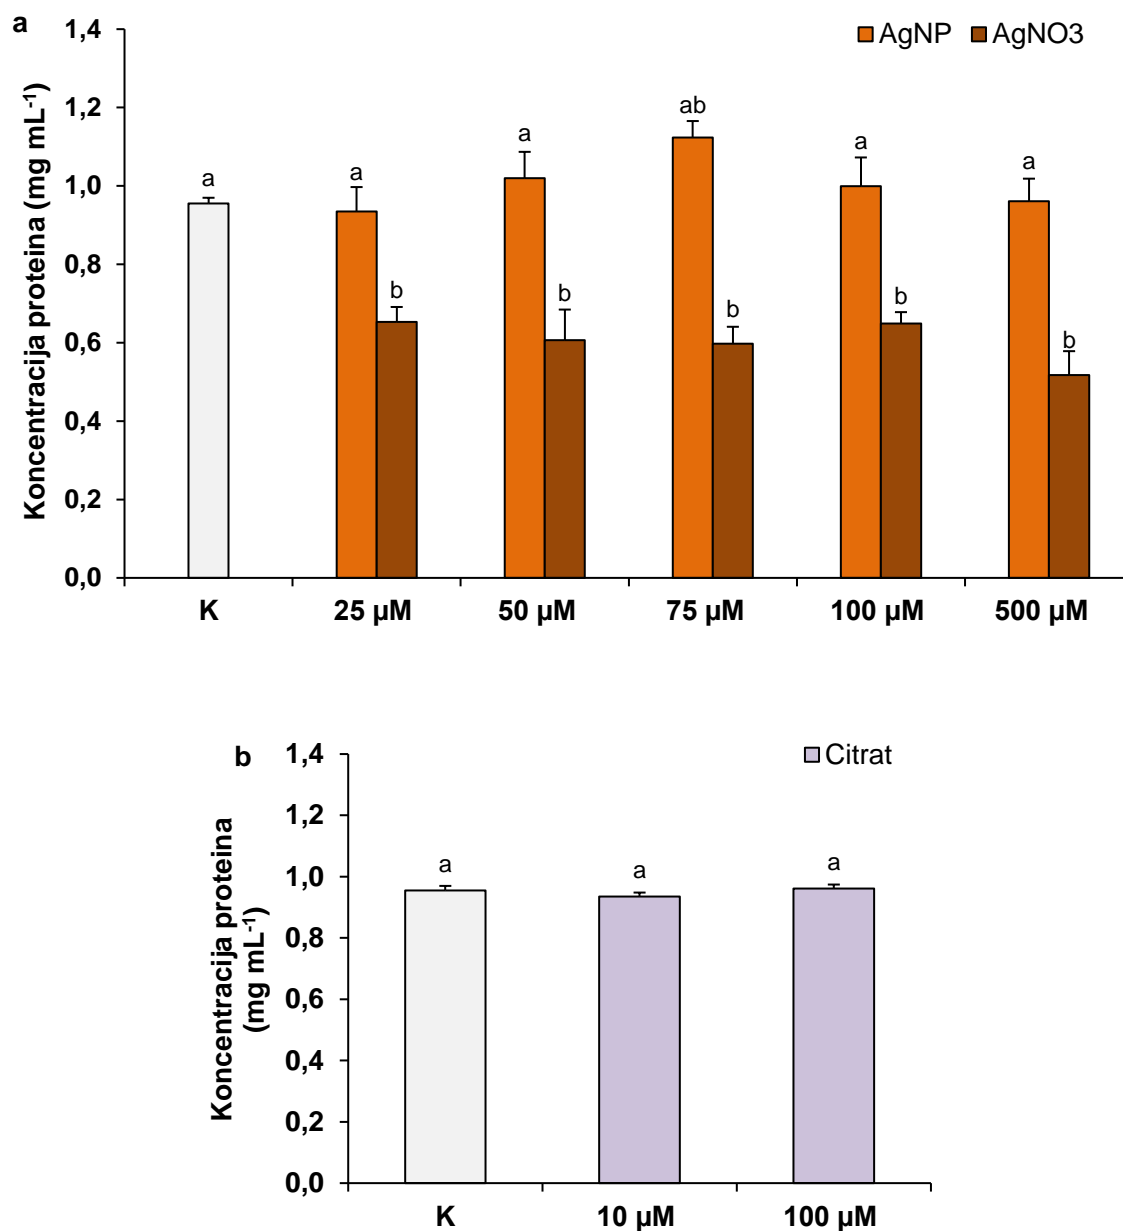 a
AgNP AgNO3
Koncentracija proteina (mg mL-1)
1,4
1,2
1,0
0,8
0,6
0,4
0,2
0,0
a
a
b
a
b
ab
b
a
b
a
b
K 25 µM 50 µM 75 µM 100 µM 500 µM
b
Citrat
Koncentracija proteina
(mg mL-1)
1,4
1,2
1,0
0,8
0,6
0,4
0,2
0,0
a a a
K 10 µM 100 µM